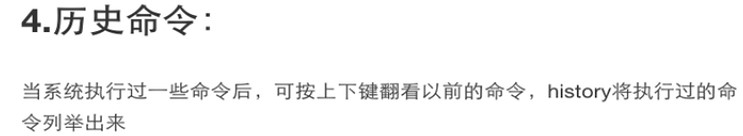 4.历史命令：
当系统执行过一些命令后，可按上下键翻看以前的命令，history将执行过的命
令列举出来